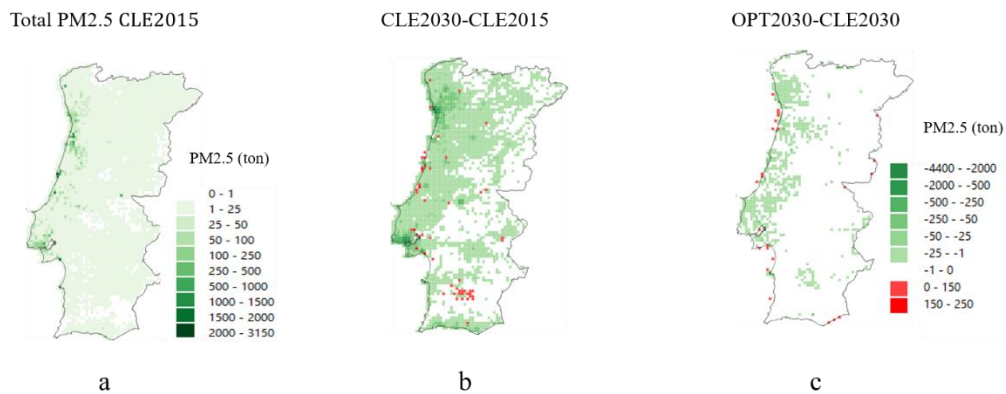 Total PM2.5 CLE2015
CLE2030-CLE2015
OPT2030-CLE2030
PM2.5 (ton)
0 - 1
1 - 25
25 - 50
50 - 100
100 - 250
250 - 500
500 - 1000
1000 - 1500
1500 - 2000
2000 - 3150
PM2.5 (ton)
-4400 - -2000
-2000 - -500
-500 - -250
-250 - -50
-50 - -25
-25 - -1
-1 - 0
0 - 150
150 - 250
a
b
c